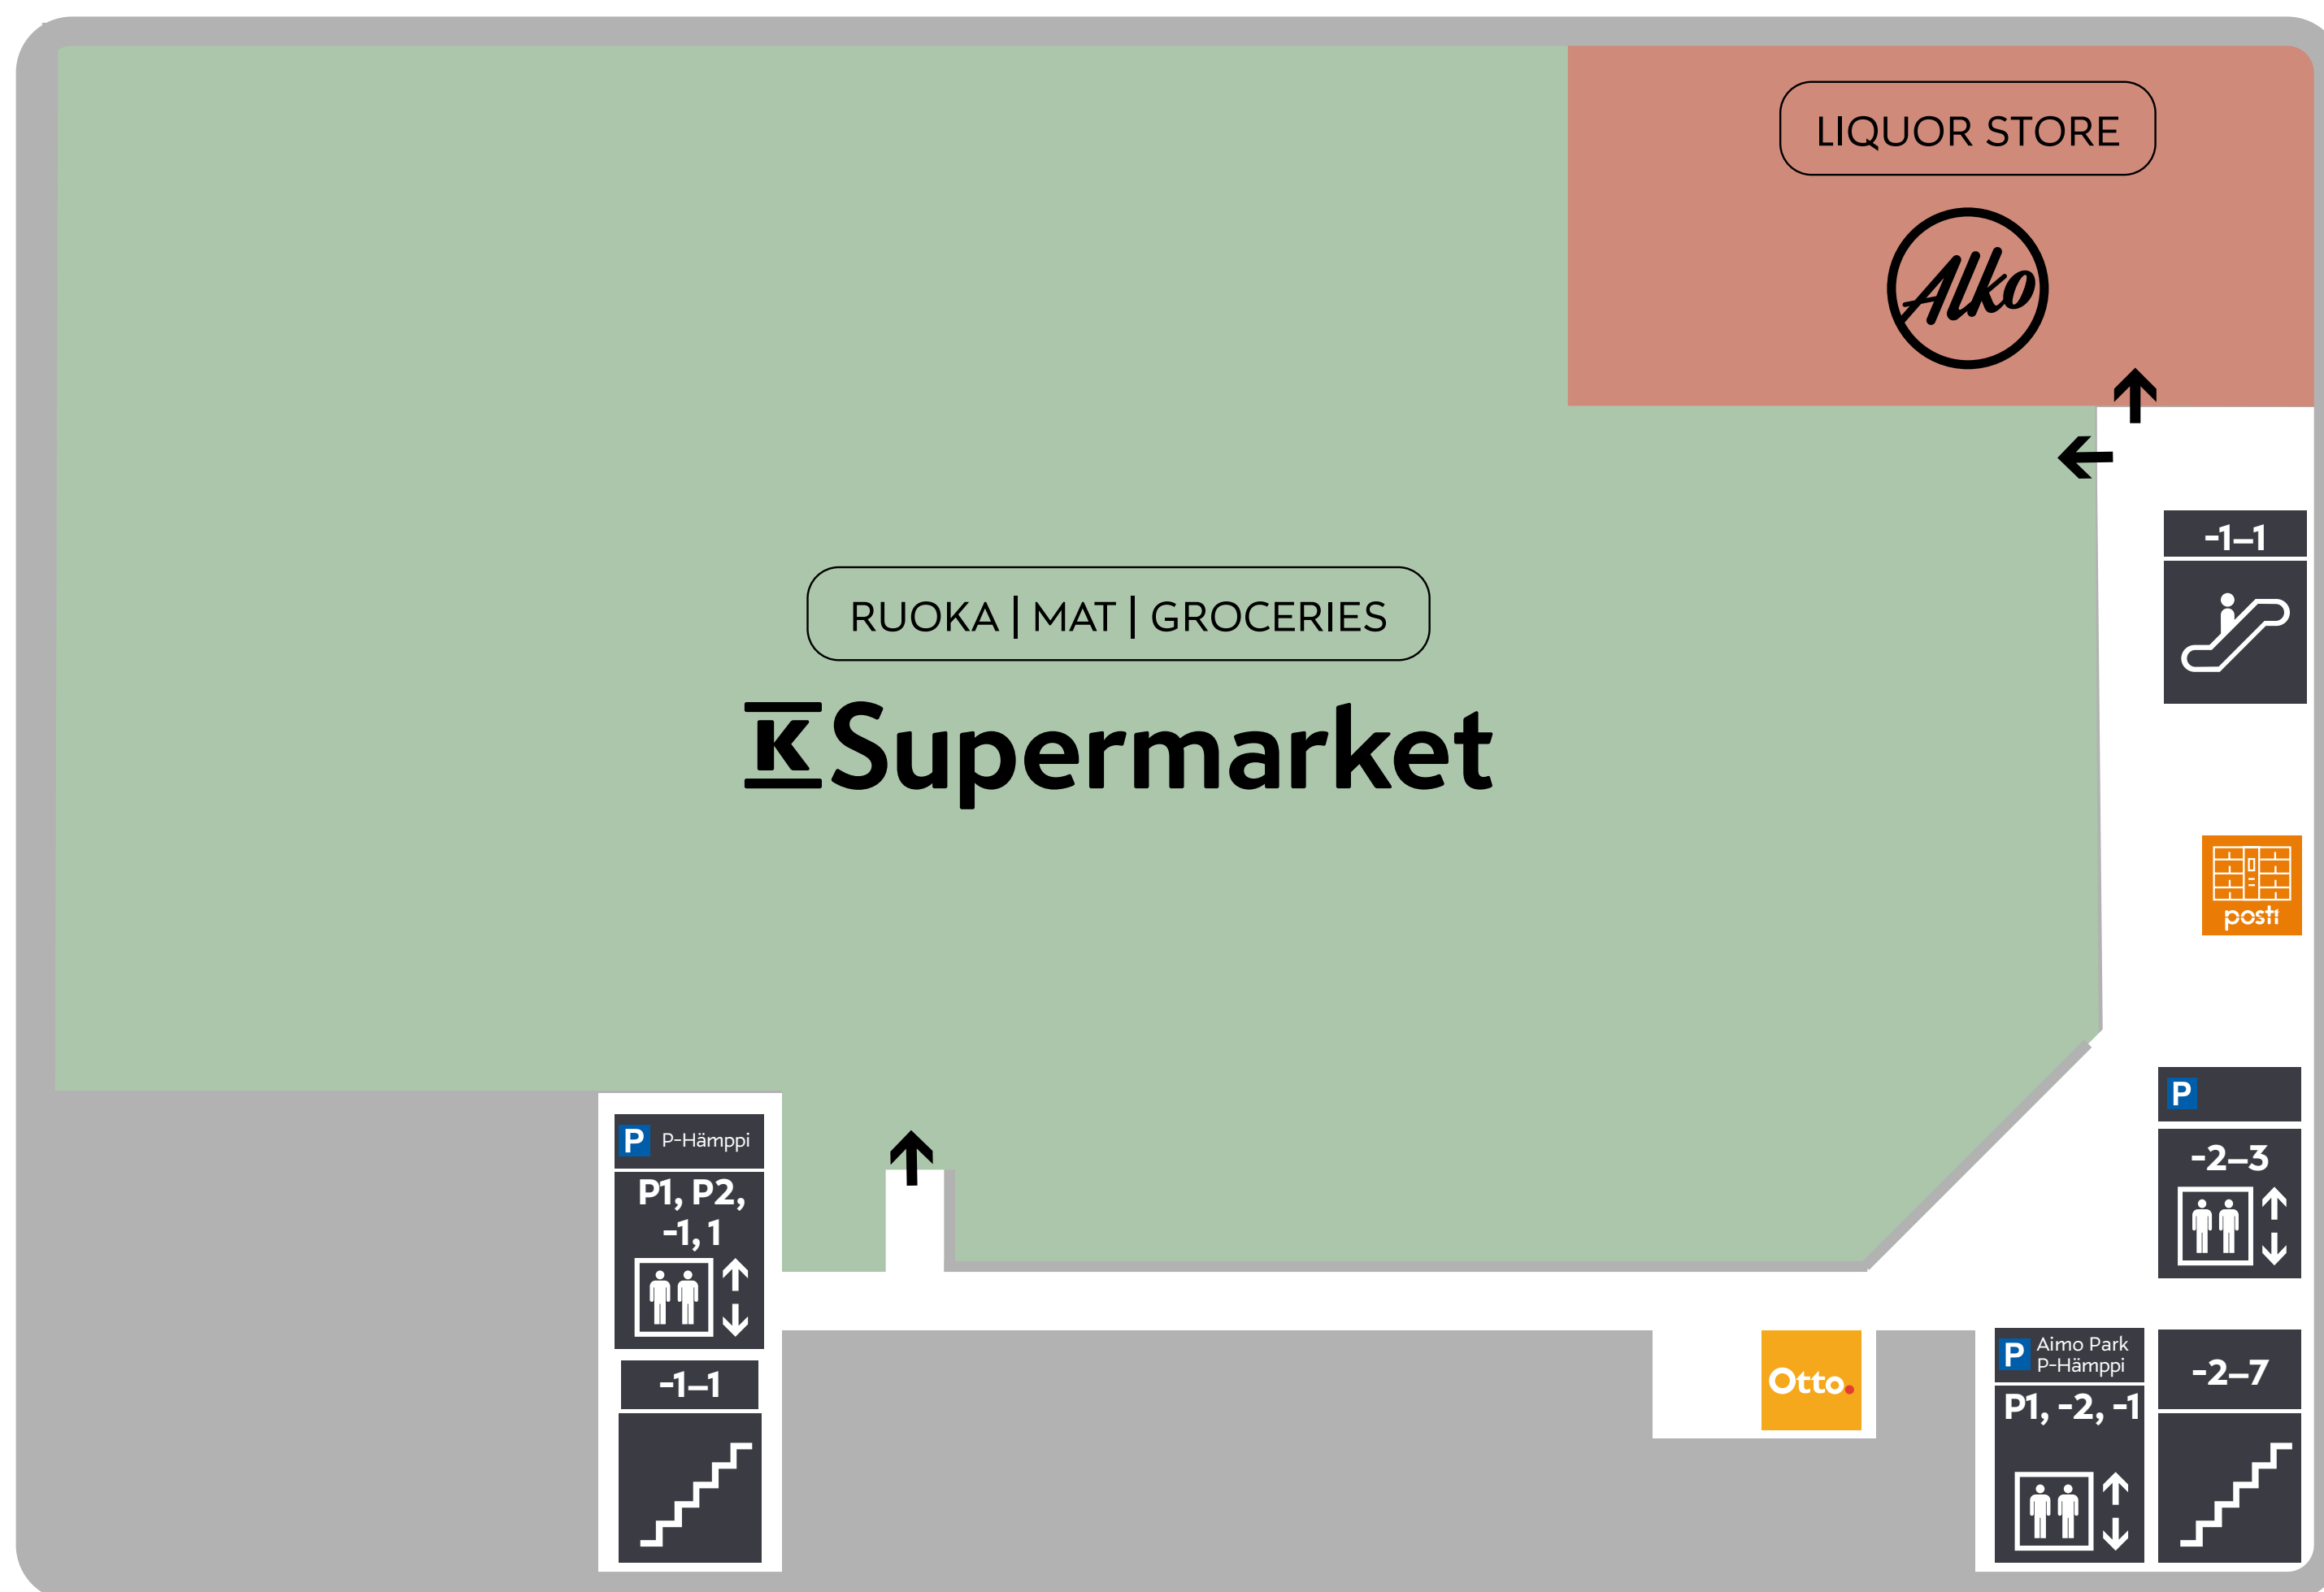 LIQUOR STORE
Alko
RUOKA | MAT | GROCERIES
K Supermarket
-1–1
posti
P
-2–3
P P-Hämppi
P1, P2,
-1, 1
-1–1
Otto.
P Aimo Park
P-Hämppi
P1, -2, -1
-2–7